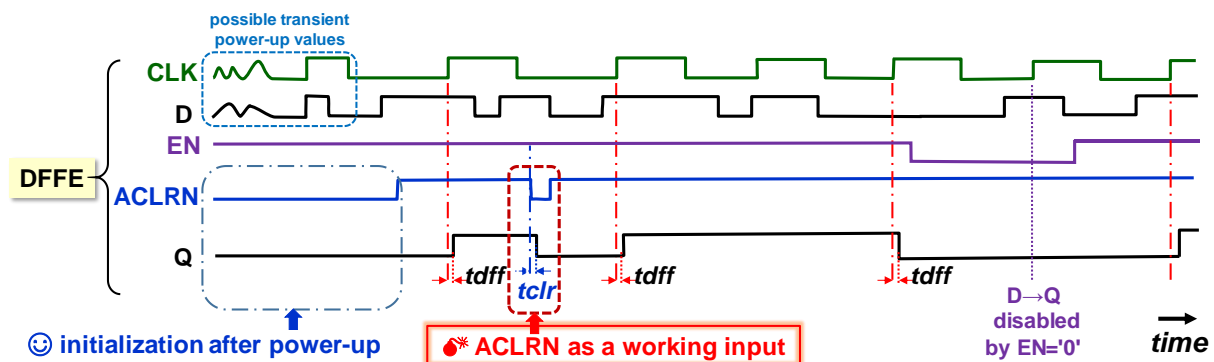 possible transient
power-up values
CLK
D
EN
DFFE
ACLRN
Q
tdff
tclr
tdff
tdff
D→Q
disabled
by EN='0'
time
☺ initialization after power-up
💣 ACLRN as a working input